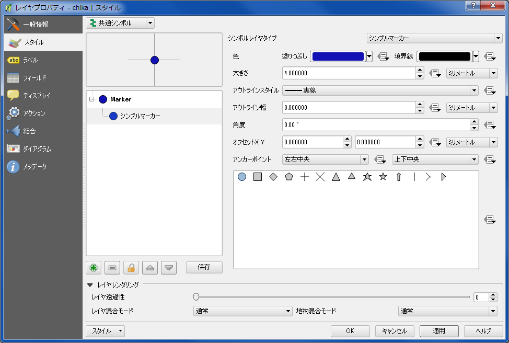 レイヤプロパティ - chika | スタイル
一般情報
スタイル
ラベル
フィールド
ディスプレイ
アクション
結合
ダイアグラム
メタデータ
共通シンボル
Marker
シンプルマーカー
保存
シンボルレイヤタイプ
シンプルマーカー
色 塗りつぶし 境界線
大きさ ミリメートル
アウトラインスタイル 実線
アウトライン幅 0.000000 ミリメートル
角度 0.00 °
オフセットX,Y 0.000000 0.000000 ミリメートル
アンカーポイント 左右中央 上下中央
レイヤレンダリング
レイヤ透過性 0
レイヤ混合モード 通常 地物混合モード 通常
スタイル OK キャンセル 適用 ヘルプ